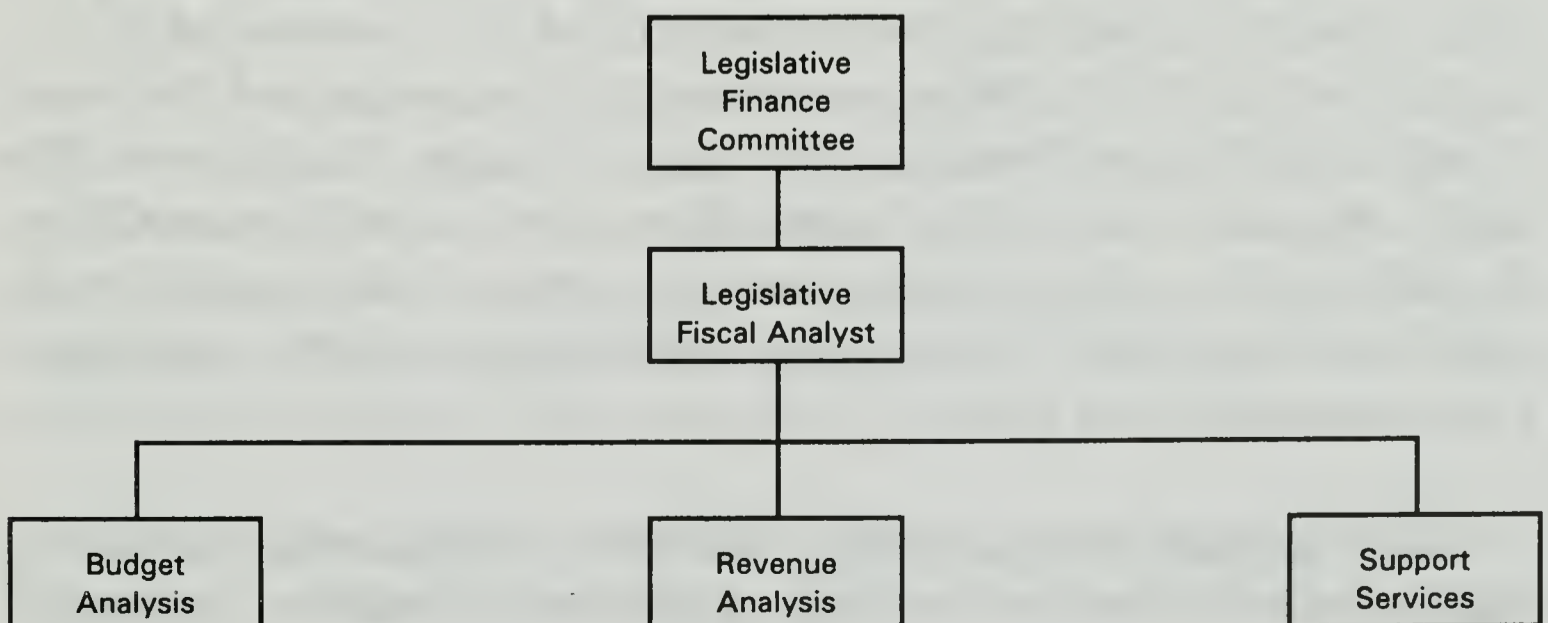 Legislative
Finance
Committee
Legislative
Fiscal Analyst
Budget
Analysis
Revenue
Analysis
Support
Services